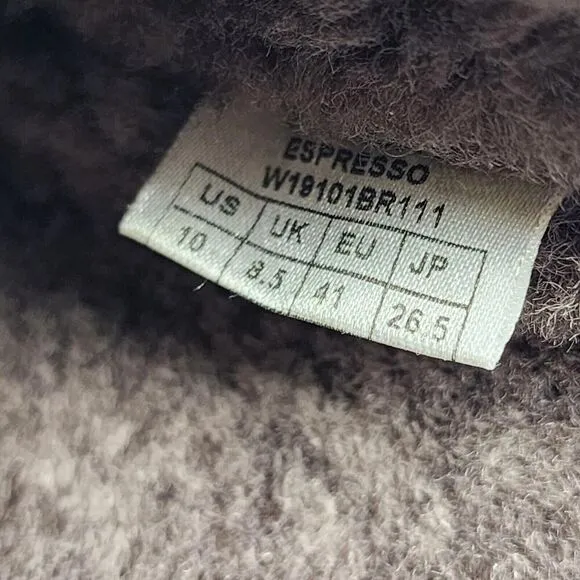 ESPRESSO
W19101BR111
US UK EU JP
10 8.5 41 26.5